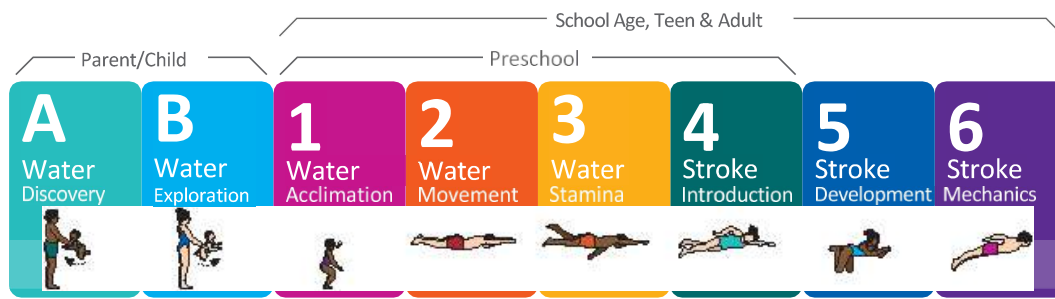 School Age, Teen & Adult
Parent/Child
Preschool
A
Water
Discovery
B
Water
Exploration
1
Water
Acclimation
2
Water
Movement
3
Water
Stamina
4
Stroke
Introduction
5
Stroke
Development
6
Stroke
Mechanics